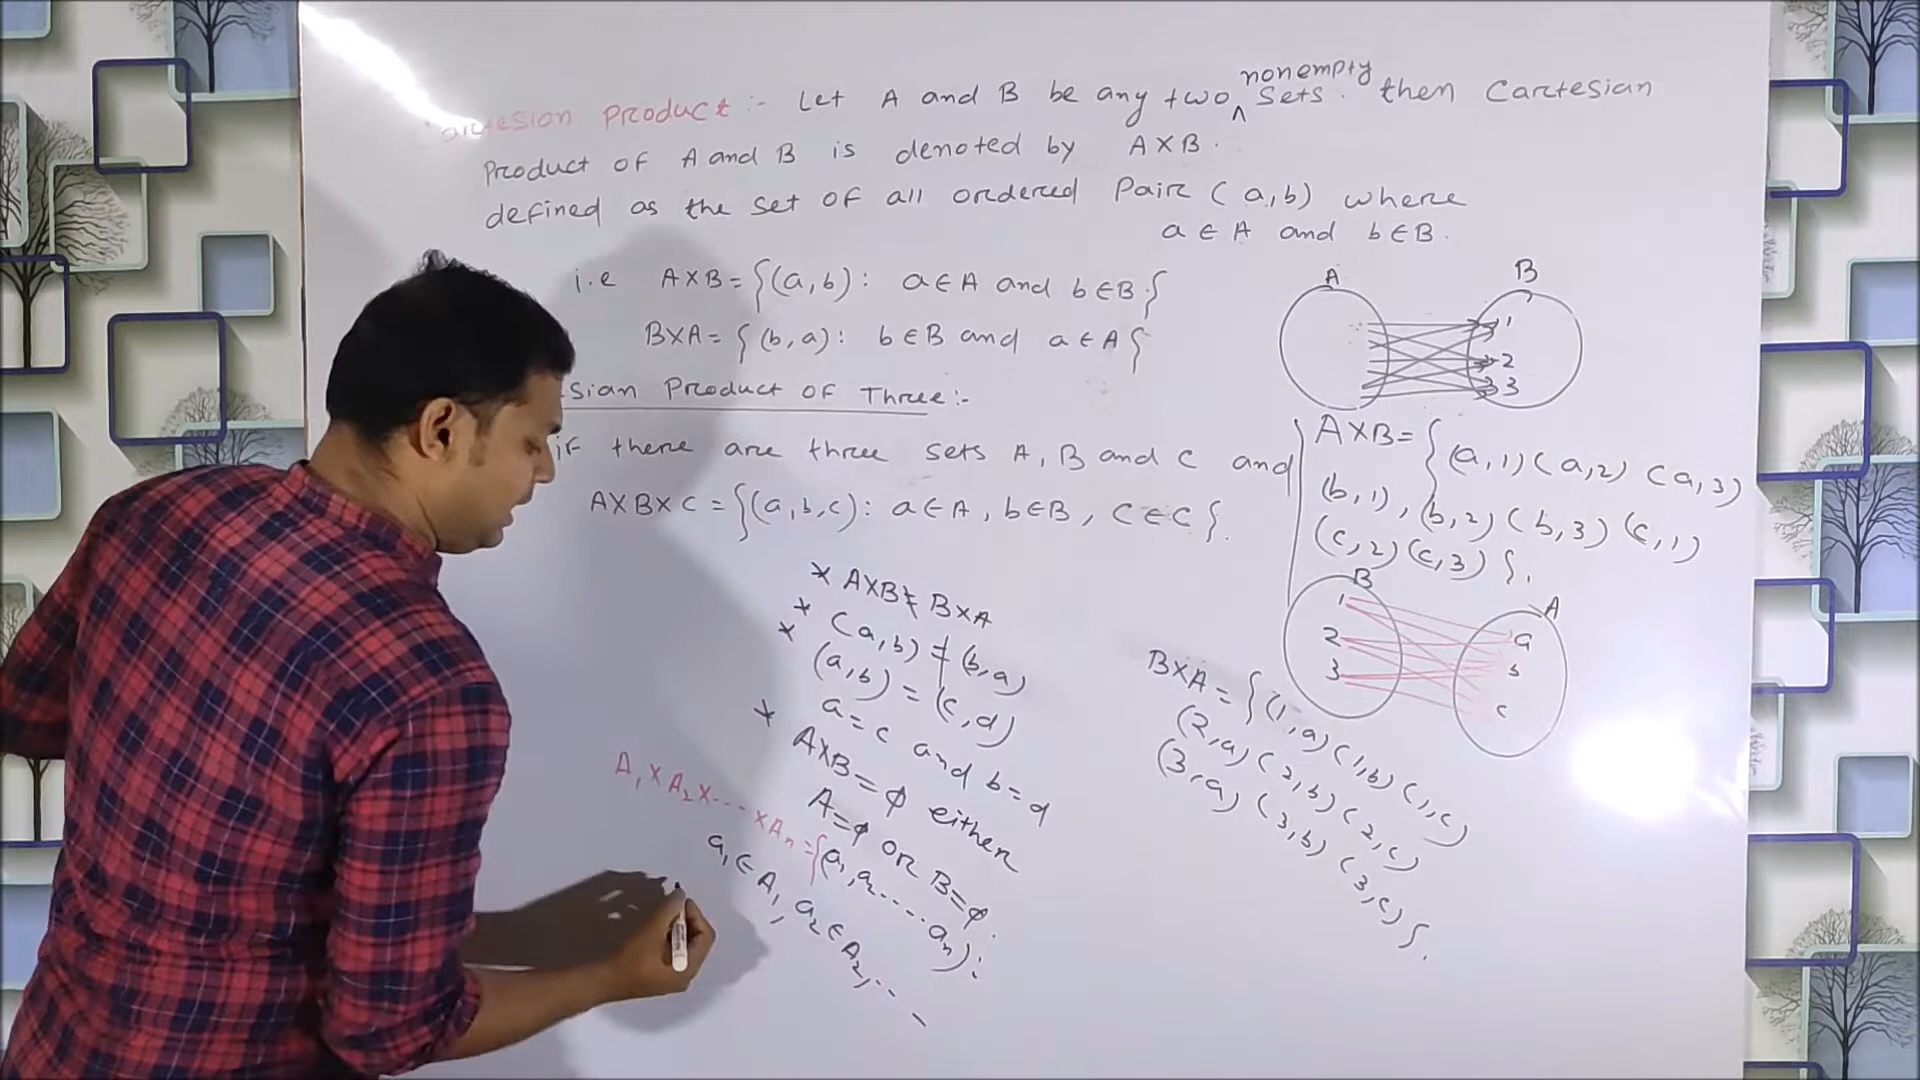 Cartesian Product :- Let A and B be any two ^ nonempty Sets. then Cartesian
Product of A and B is denoted by A×B.
defined as the set of all ordered Pair (a,b) where
a∈A and b∈B.
i.e A×B = {(a,b): a∈A and b∈B}
B×A = {(b,a): b∈B and a∈A}
sian Product of Three:-
if there are three sets A, B and C and
A×B×C = {(a,b,c): a∈A, b∈B, C∈C}.
* A×B ≠ B×A
* (a,b) ≠ (b,a)
* (a,b) = (c,d)
a=c and b=d
* A×B = ϕ either
A=ϕ or B=ϕ.
A₁×A₂×----×Aₙ = {(a₁,a₂----aₙ):
a₁∈A₁, a₂∈A₂, ---
A B
1
2
3
A×B = {(a,1)(a,2)(a,3)
(b,1),(b,2)(b,3)(c,1)
(c,2)(c,3)}.
B A
1
2 a
3 b
c
B×A = {(1,a)(1,b)(1,c)
(2,a)(2,b)(2,c)
(3,a)(3,b)(3,c)}.